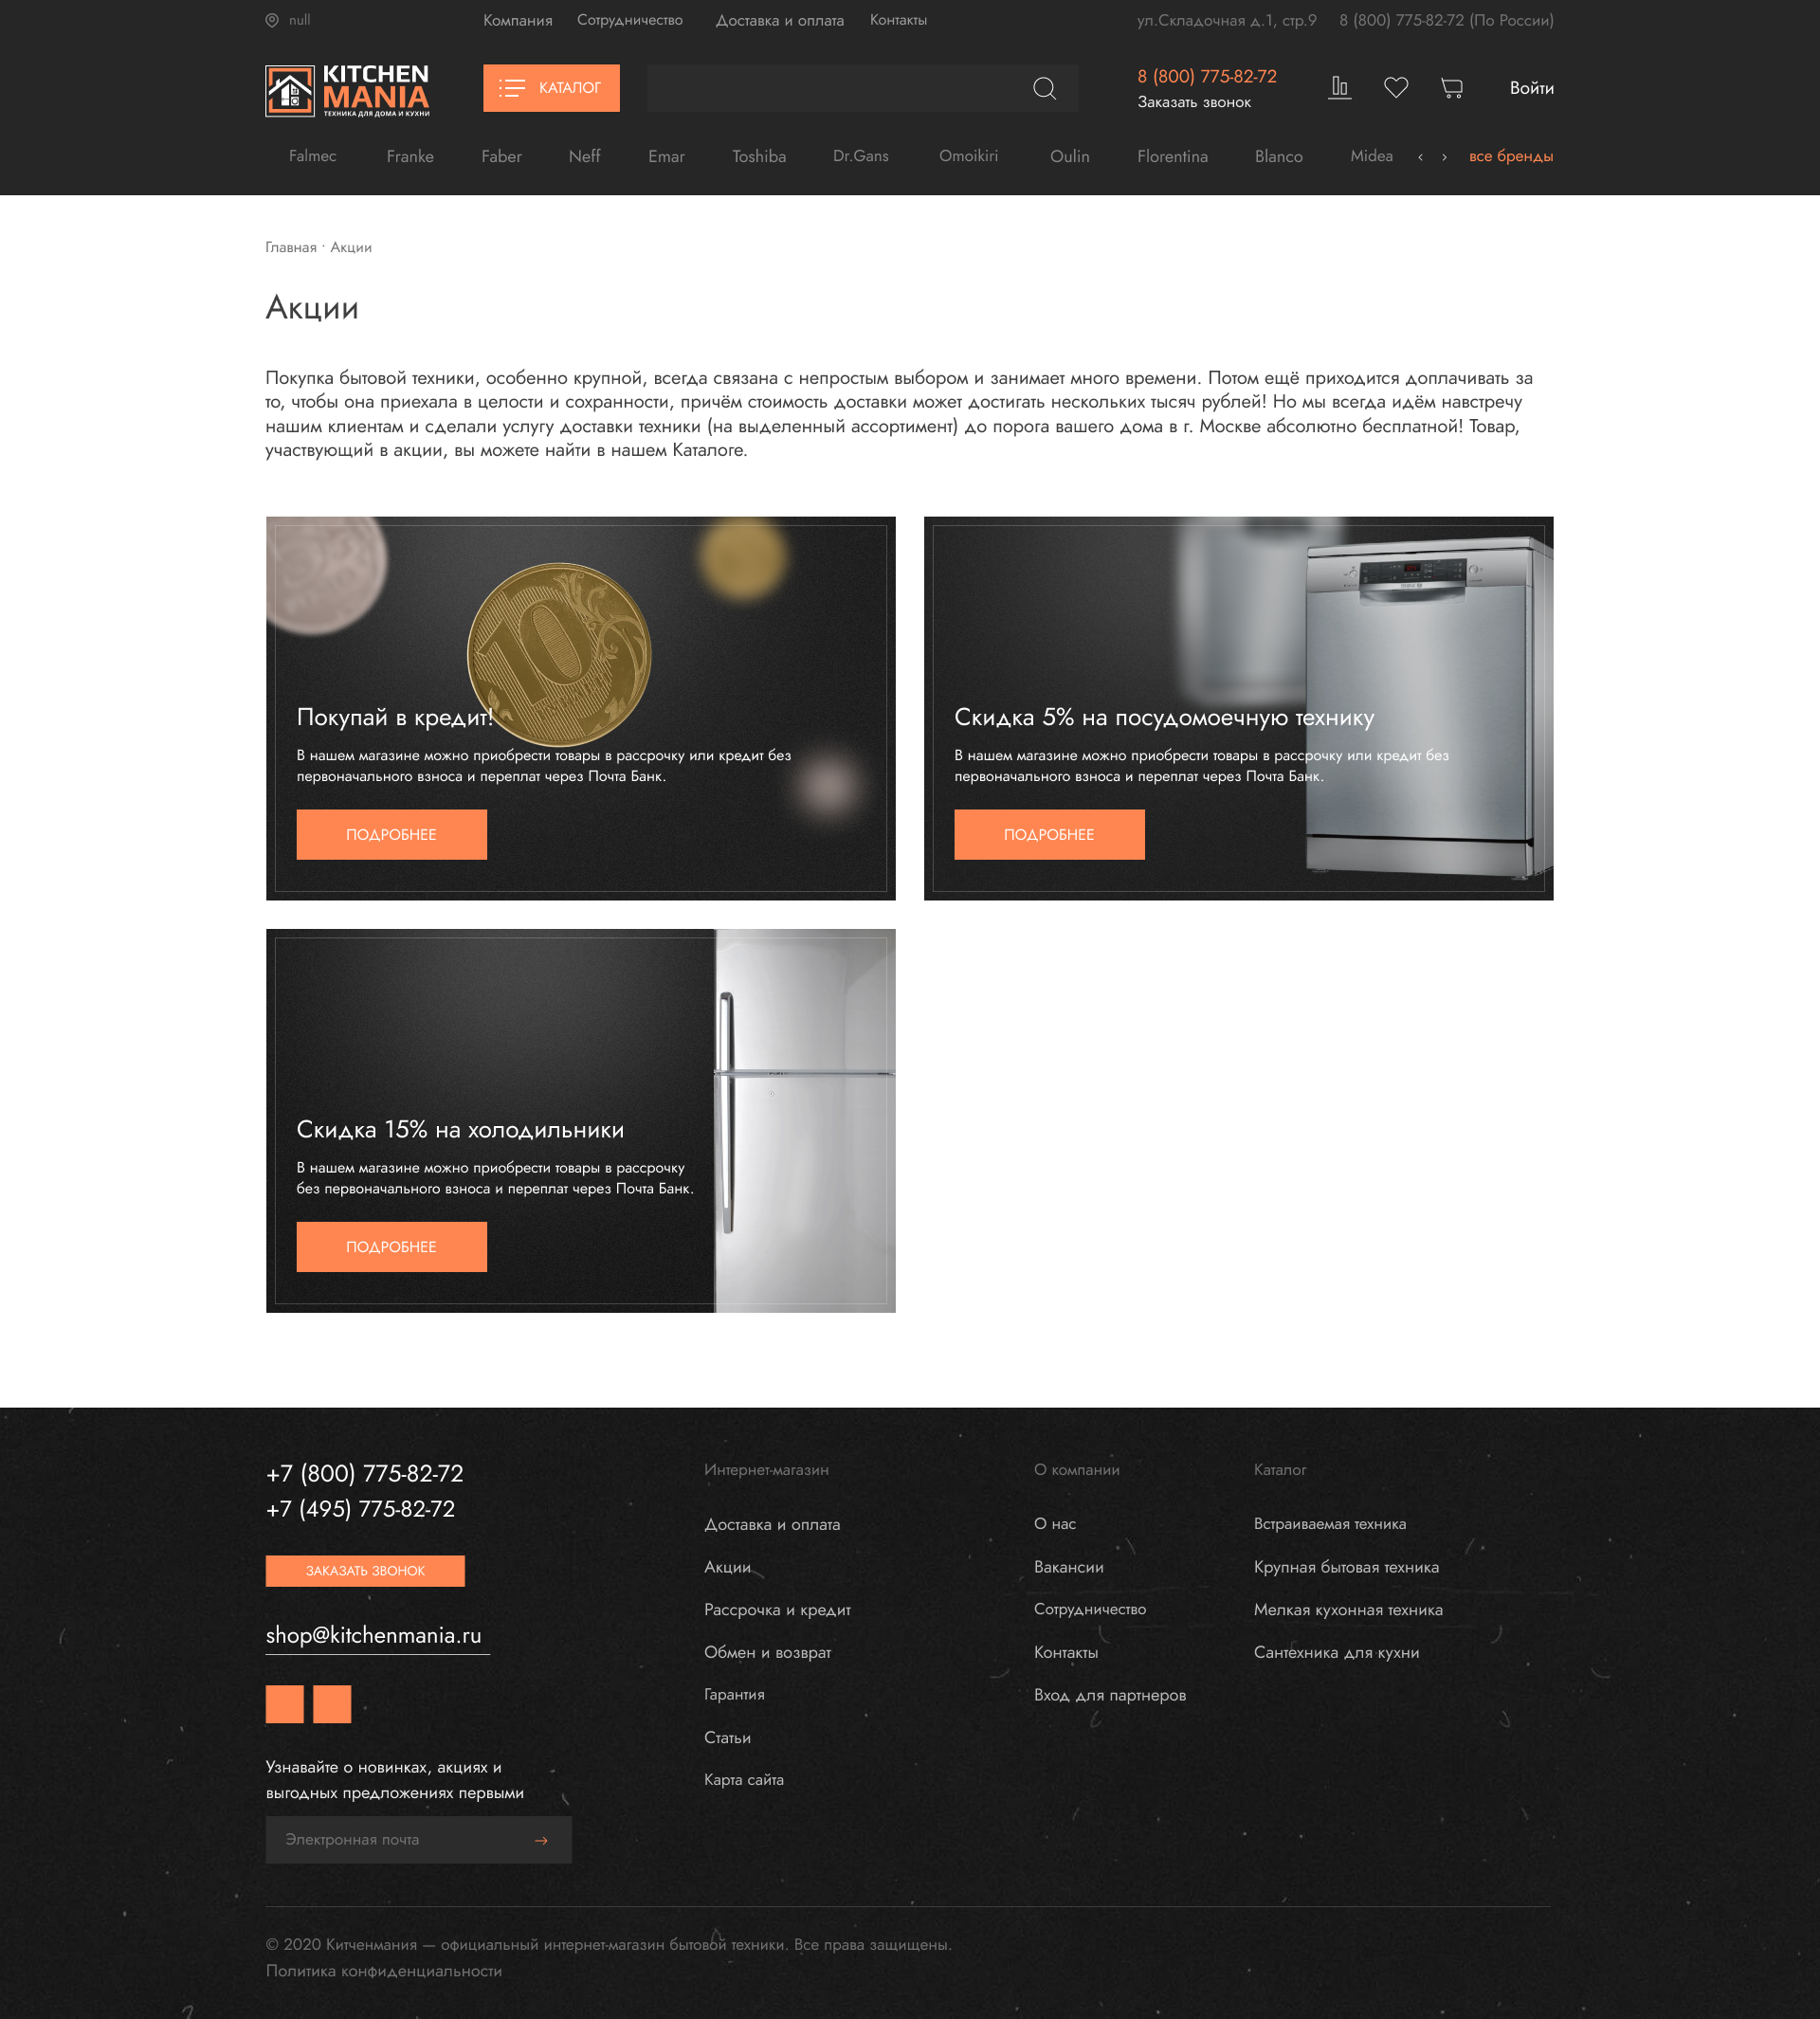 null
Компания Сотрудничество Доставка и оплата Контакты
ул.Складочная д.1, стр.9 8 (800) 775-82-72 (По России)
KITCHEN
MANIA
ТЕХНИКА ДЛЯ ДОМА И КУХНИ
КАТАЛОГ
8 (800) 775-82-72
Заказать звонок
Войти
Falmec Franke Faber Neff Emar Toshiba Dr.Gans Omoikiri Oulin Florentina Blanco Midea ‹ › все бренды
Главная · Акции
Акции
Покупка бытовой техники, особенно крупной, всегда связана с непростым выбором и занимает много времени. Потом ещё приходится доплачивать за
то, чтобы она приехала в целости и сохранности, причём стоимость доставки может достигать нескольких тысяч рублей! Но мы всегда идём навстречу
нашим клиентам и сделали услугу доставки техники (на выделенный ассортимент) до порога вашего дома в г. Москве абсолютно бесплатной! Товар,
участвующий в акции, вы можете найти в нашем Каталоге.
10
Покупай в кредит!
В нашем магазине можно приобрести товары в рассрочку или кредит без
первоначального взноса и переплат через Почта Банк.
ПОДРОБНЕЕ
Скидка 5% на посудомоечную технику
В нашем магазине можно приобрести товары в рассрочку или кредит без
первоначального взноса и переплат через Почта Банк.
ПОДРОБНЕЕ
Скидка 15% на холодильники
В нашем магазине можно приобрести товары в рассрочку
без первоначального взноса и переплат через Почта Банк.
ПОДРОБНЕЕ
+7 (800) 775-82-72
+7 (495) 775-82-72
ЗАКАЗАТЬ ЗВОНОК
shop@kitchenmania.ru
Узнавайте о новинках, акциях и
выгодных предложениях первыми
Электронная почта →
Интернет-магазин
Доставка и оплата
Акции
Рассрочка и кредит
Обмен и возврат
Гарантия
Статьи
Карта сайта
О компании
О нас
Вакансии
Сотрудничество
Контакты
Вход для партнеров
Каталог
Встраиваемая техника
Крупная бытовая техника
Мелкая кухонная техника
Сантехника для кухни
© 2020 Китченмания — официальный интернет-магазин бытовой техники. Все права защищены.
Политика конфиденциальности